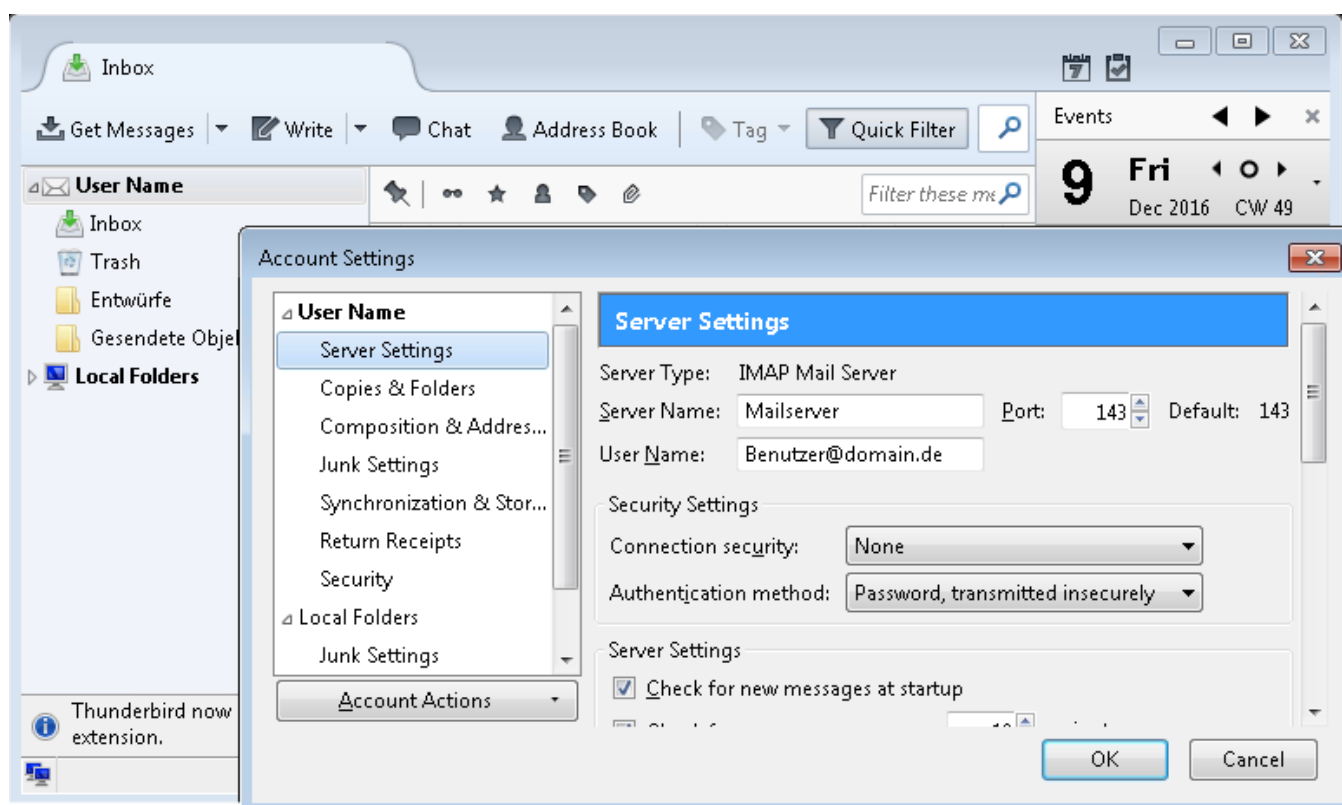 Inbox
7
Get Messages Write Chat Address Book Tag Quick Filter
Events
User Name
Filter these me
9 Fri
Dec 2016 CW 49
Inbox
Trash
Entwürfe
Gesendete Objel
Local Folders
Account Settings
User Name
Server Settings
Copies & Folders
Composition & Addres...
Junk Settings
Synchronization & Stor...
Return Receipts
Security
Local Folders
Junk Settings
Account Actions
Server Settings
Server Type: IMAP Mail Server
Server Name: Mailserver Port: 143 Default: 143
User Name: Benutzer@domain.de
Security Settings
Connection security: None
Authentication method: Password, transmitted insecurely
Server Settings
Check for new messages at startup
OK Cancel
Thunderbird now
extension.